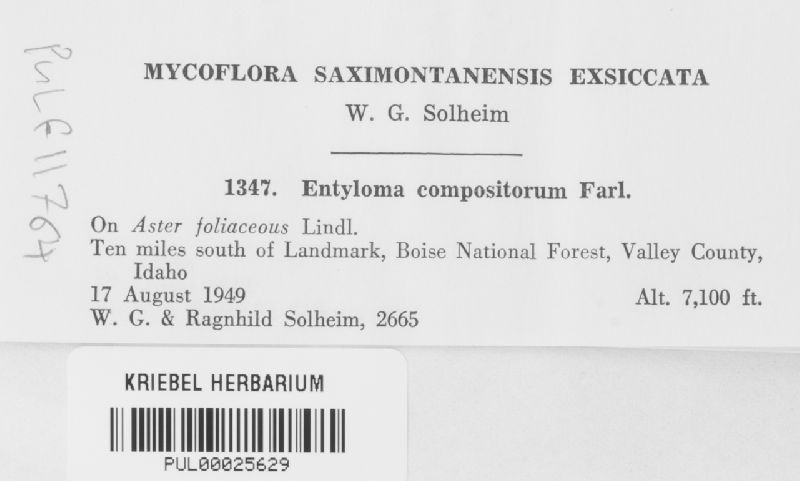 PULF11764
MYCOFLORA SAXIMONTANENSIS EXSICCATA
W. G. Solheim
1347. Entyloma compositorum Farl.
On Aster foliaceous Lindl.
Ten miles south of Landmark, Boise National Forest, Valley County,
Idaho
17 August 1949 Alt. 7,100 ft.
W. G. & Ragnhild Solheim, 2665
KRIEBEL HERBARIUM
PUL00025629